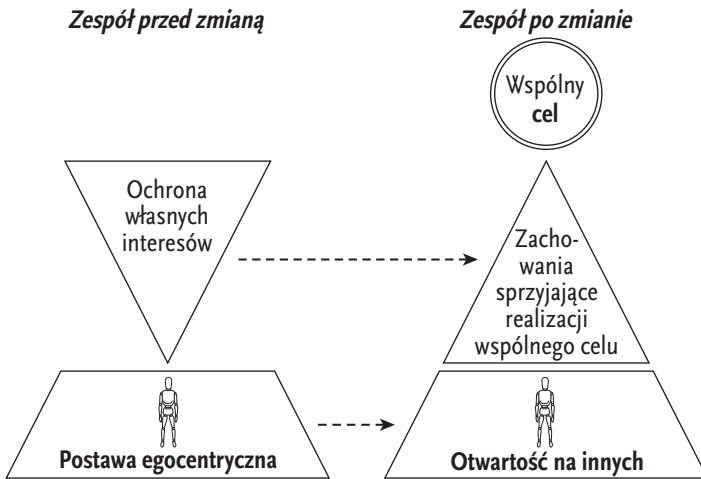 Zespół przed zmianą
Zespół po zmianie
Wspólny
cel
Ochrona
własnych
interesów
Zacho-
wania
sprzyjające
realizacji
wspólnego celu
Postawa egocentryczna
Otwartość na innych